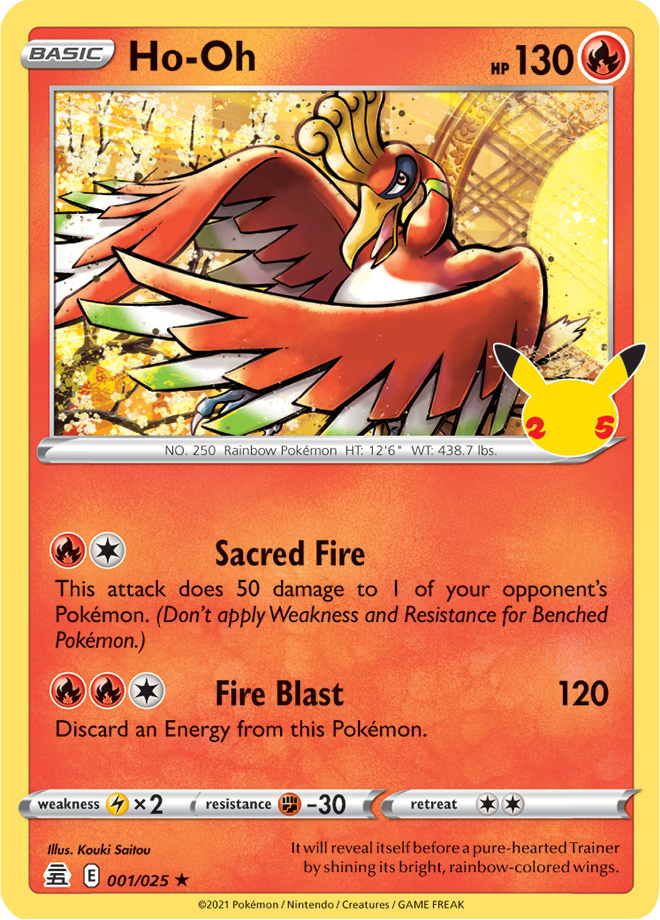 BASIC Ho-Oh HP 130
25
NO. 250 Rainbow Pokémon HT: 12'6" WT: 438.7 lbs.
Sacred Fire
This attack does 50 damage to 1 of your opponent's
Pokémon. (Don't apply Weakness and Resistance for Benched
Pokémon.)
Fire Blast 120
Discard an Energy from this Pokémon.
weakness ×2 resistance -30 retreat
Illus. Kouki Saitou
It will reveal itself before a pure-hearted Trainer
by shining its bright, rainbow-colored wings.
E 001/025 ★
©2021 Pokémon / Nintendo / Creatures / GAME FREAK